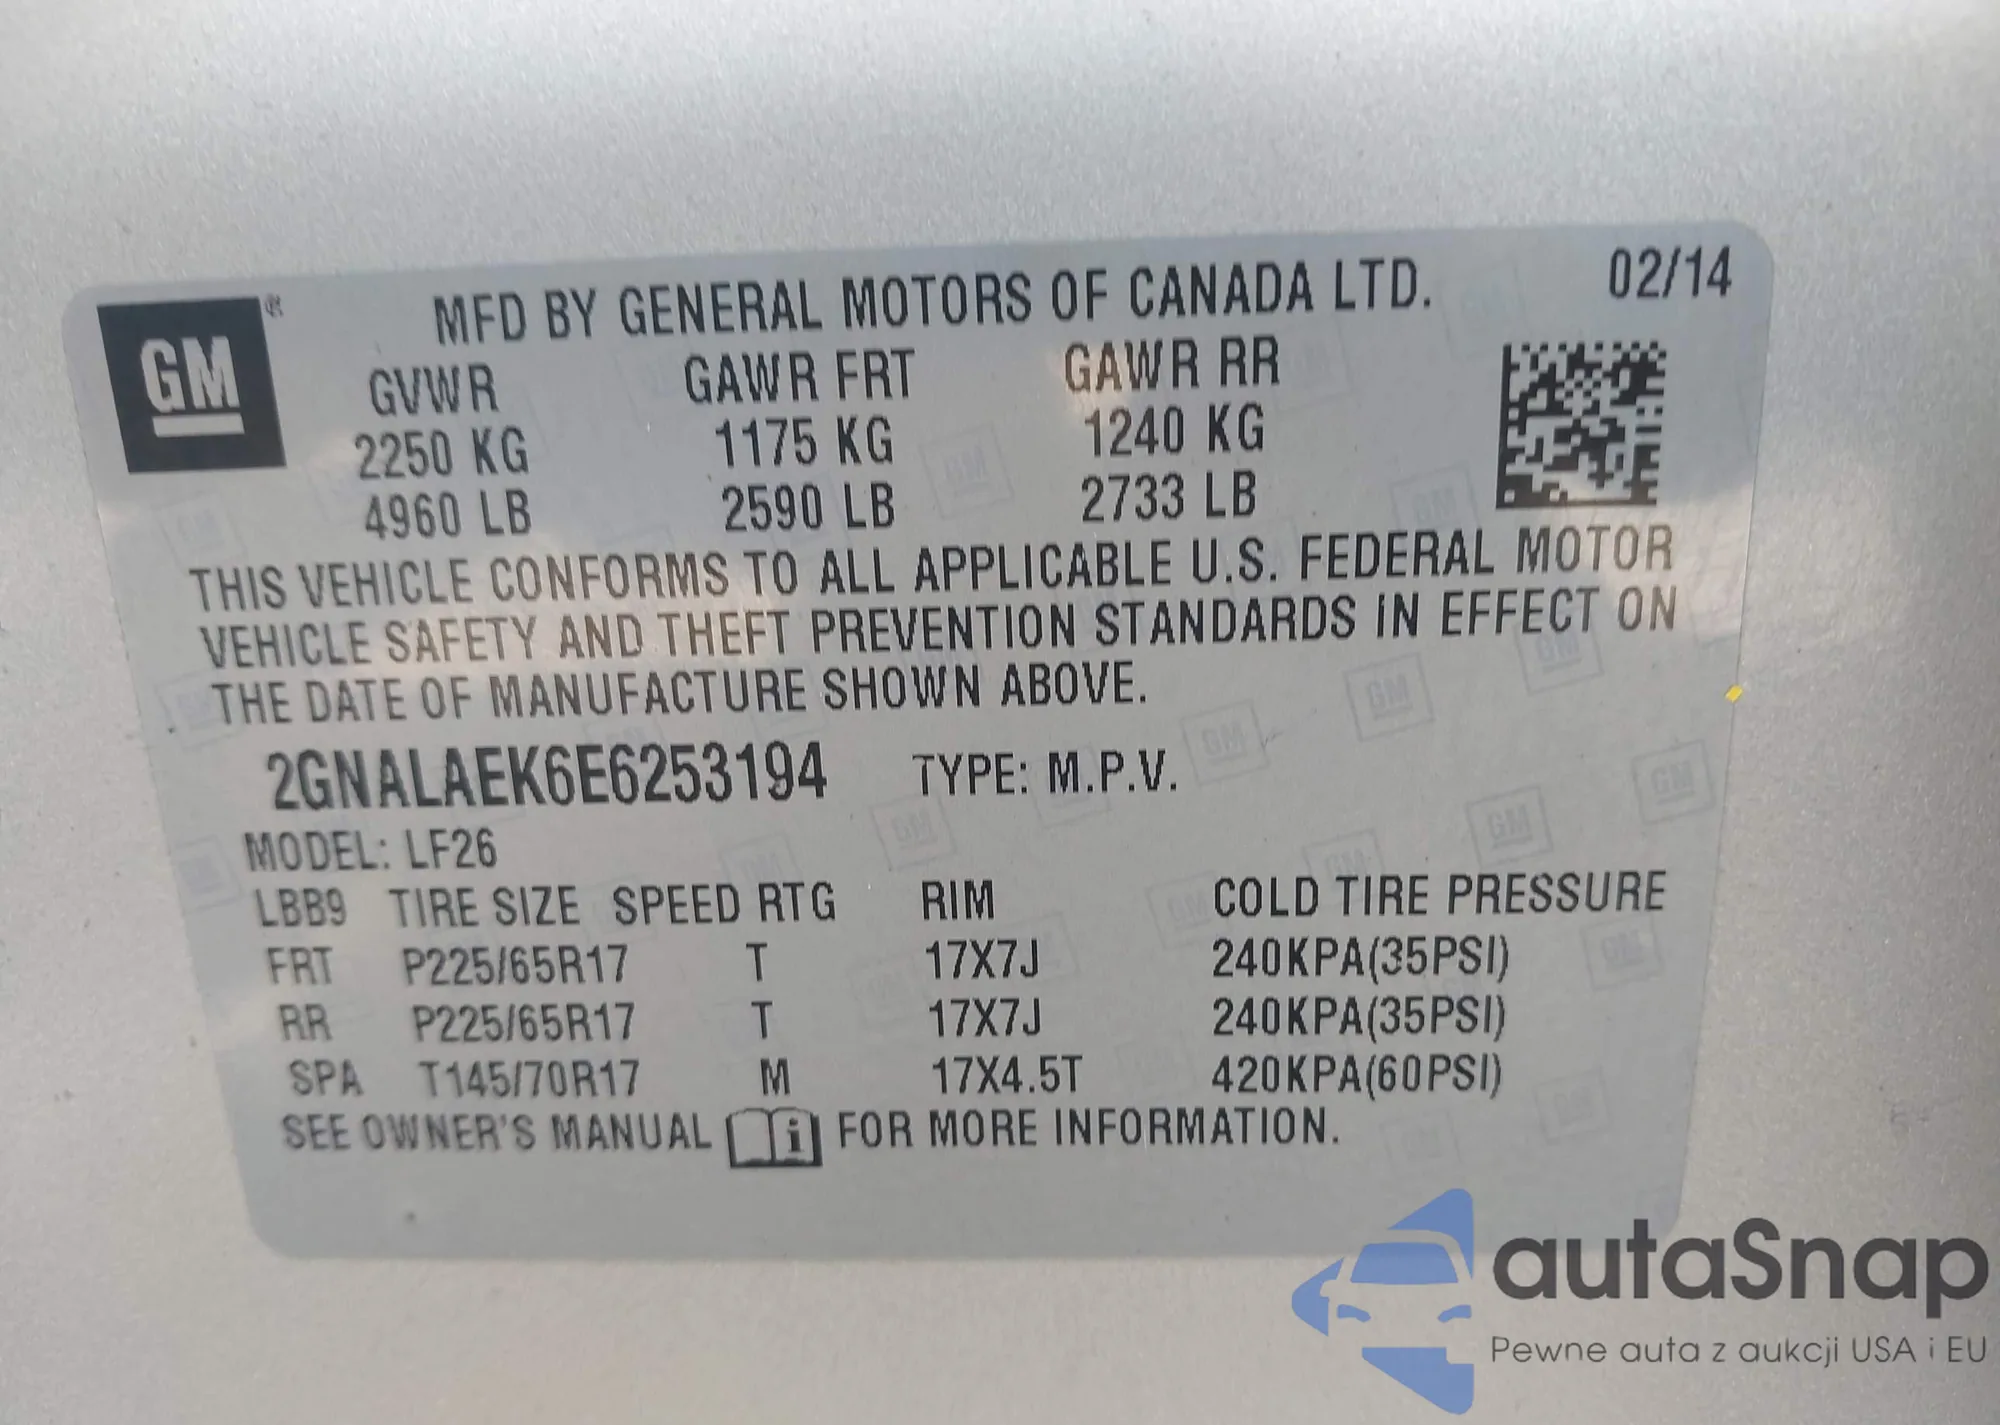 GM ®
MFD BY GENERAL MOTORS OF CANADA LTD. 02/14
GVWR GAWR FRT GAWR RR
2250 KG 1175 KG 1240 KG
4960 LB 2590 LB 2733 LB
THIS VEHICLE CONFORMS TO ALL APPLICABLE U.S. FEDERAL MOTOR
VEHICLE SAFETY AND THEFT PREVENTION STANDARDS IN EFFECT ON
THE DATE OF MANUFACTURE SHOWN ABOVE.
2GNALAEK6E6253194 TYPE: M.P.V.
MODEL: LF26
LBB9 TIRE SIZE SPEED RTG RIM COLD TIRE PRESSURE
FRT P225/65R17 T 17X7J 240KPA(35PSI)
RR P225/65R17 T 17X7J 240KPA(35PSI)
SPA T145/70R17 M 17X4.5T 420KPA(60PSI)
SEE OWNER'S MANUAL i FOR MORE INFORMATION.
autaSnap
Pewne auta z aukcji USA i EU